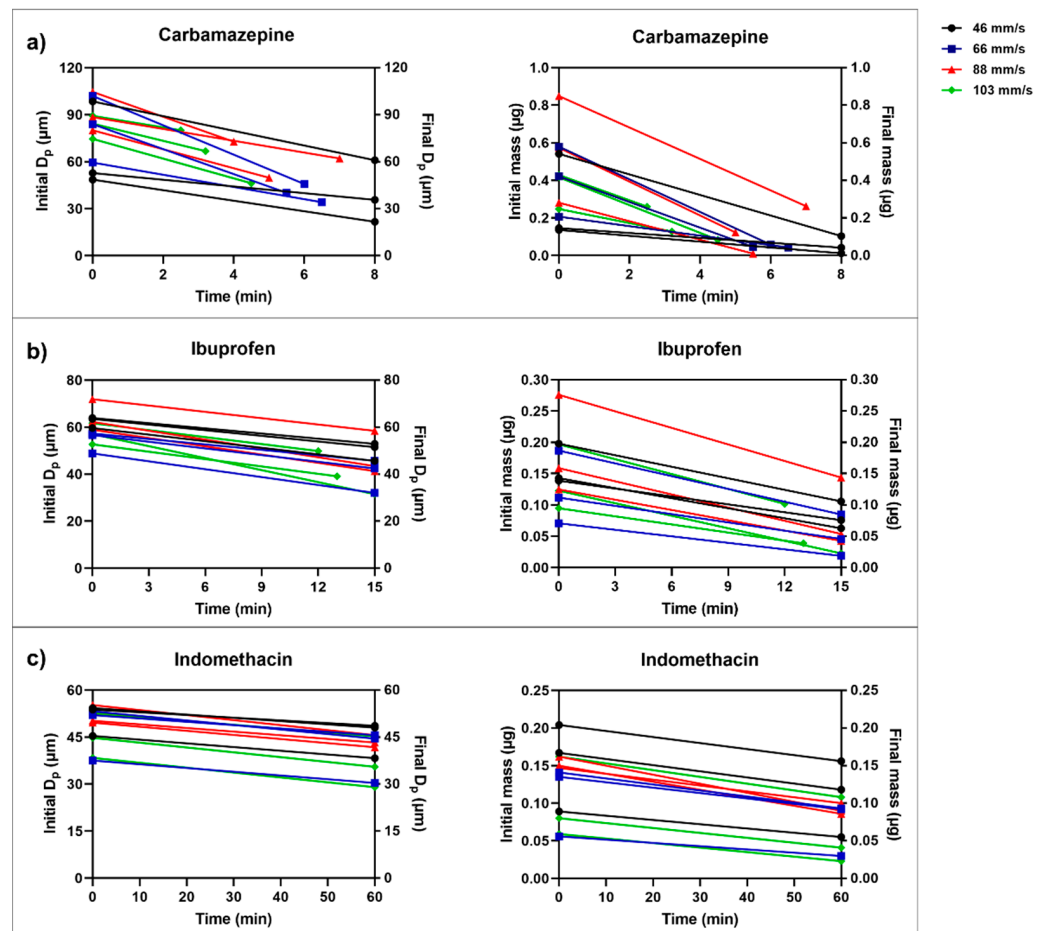 a)
Carbamazepine
Initial Dp (µm)
120
90
60
30
0
0 2 4 6 8
120
90
60
30
0
Final Dp (µm)
Time (min)
Carbamazepine
Initial mass (µg)
1.0
0.8
0.6
0.4
0.2
0.0
0 2 4 6 8
1.0
0.8
0.6
0.4
0.2
0.0
Final mass (µg)
Time (min)
46 mm/s
66 mm/s
88 mm/s
103 mm/s
b)
Ibuprofen
Initial Dp (µm)
80
60
40
20
0
0 3 6 9 12 15
80
60
40
20
0
Final Dp (µm)
Time (min)
Ibuprofen
Initial mass (µg)
0.30
0.25
0.20
0.15
0.10
0.05
0.00
0 3 6 9 12 15
0.30
0.25
0.20
0.15
0.10
0.05
0.00
Final mass (µg)
Time (min)
c)
Indomethacin
Initial Dp (µm)
60
45
30
15
0
0 10 20 30 40 50 60
60
45
30
15
0
Final Dp (µm)
Time (min)
Indomethacin
Initial mass (µg)
0.25
0.20
0.15
0.10
0.05
0.00
0 10 20 30 40 50 60
0.25
0.20
0.15
0.10
0.05
0.00
Final mass (µg)
Time (min)